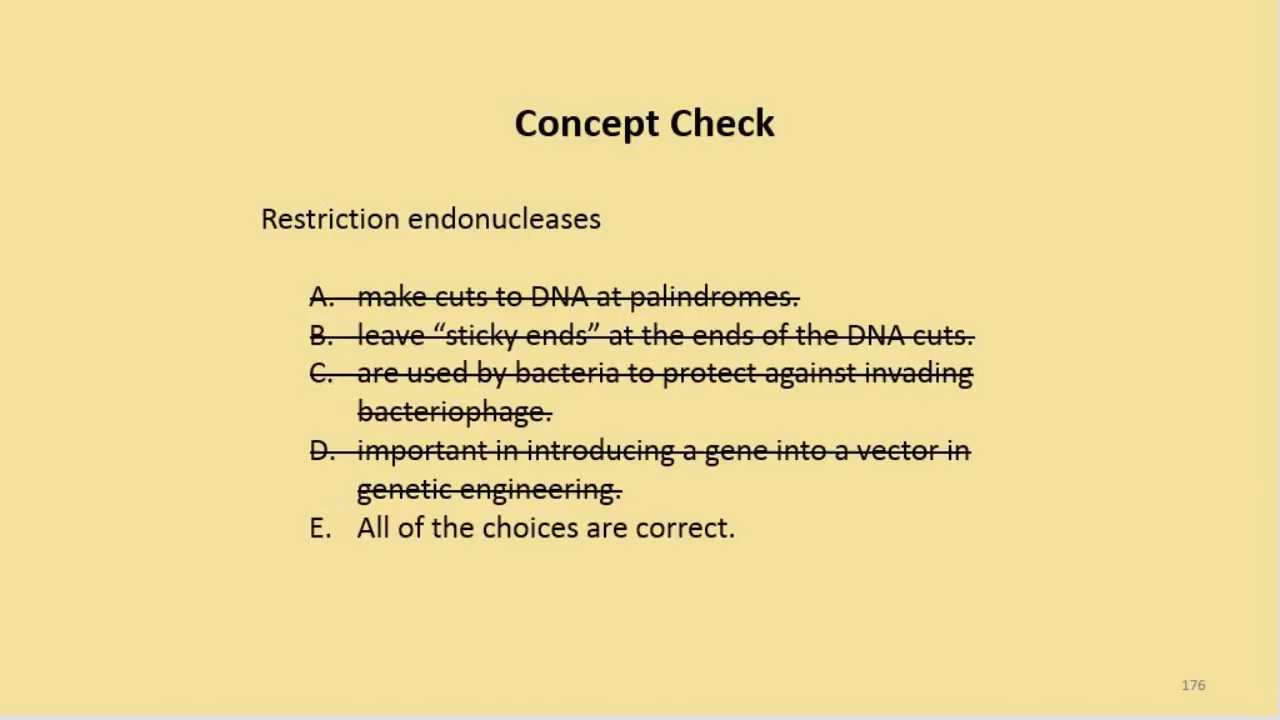 Concept Check
Restriction endonucleases
A. make cuts to DNA at palindromes.
B. leave “sticky ends” at the ends of the DNA cuts.
C. are used by bacteria to protect against invading
bacteriophage.
D. important in introducing a gene into a vector in
genetic engineering.
E. All of the choices are correct.
176